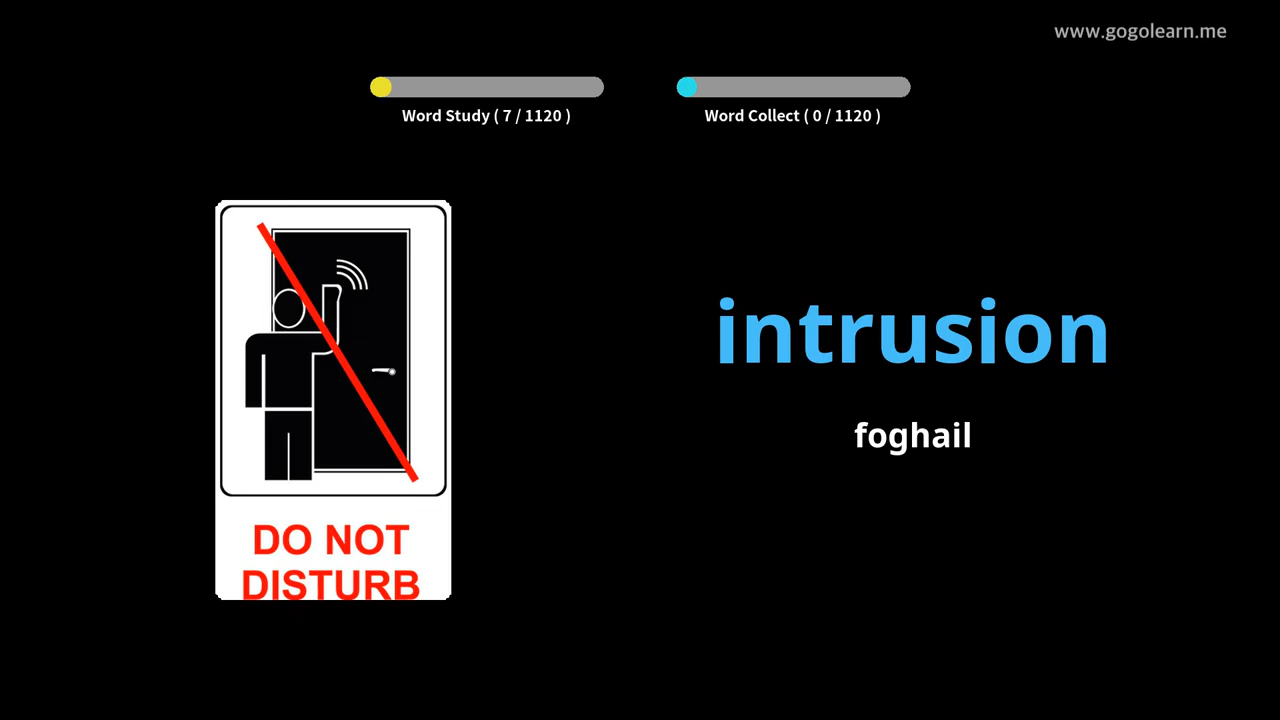 www.gogolearn.me
Word Study ( 7 / 1120 )
Word Collect ( 0 / 1120 )
intrusion
foghail
DO NOT
DISTURB